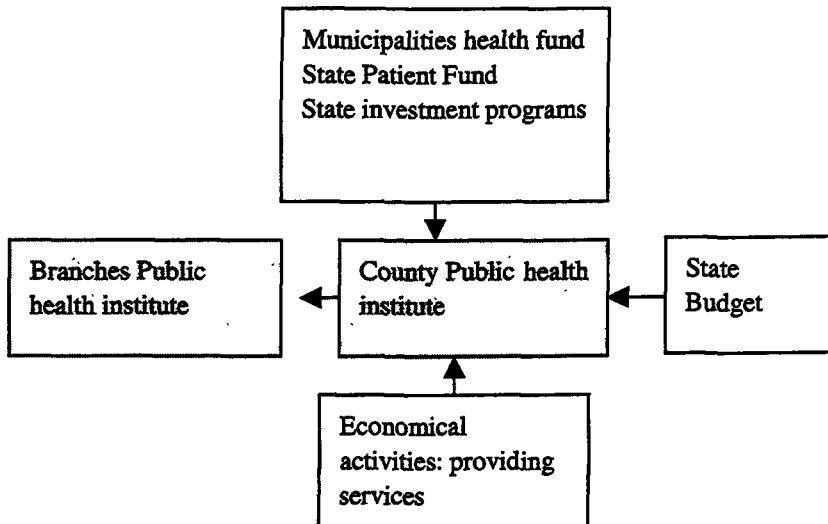 Municipalities health fund
State Patient Fund
State investment programs
Branches Public
health institute
County Public health
institute
State
Budget
Economical
activities: providing
services